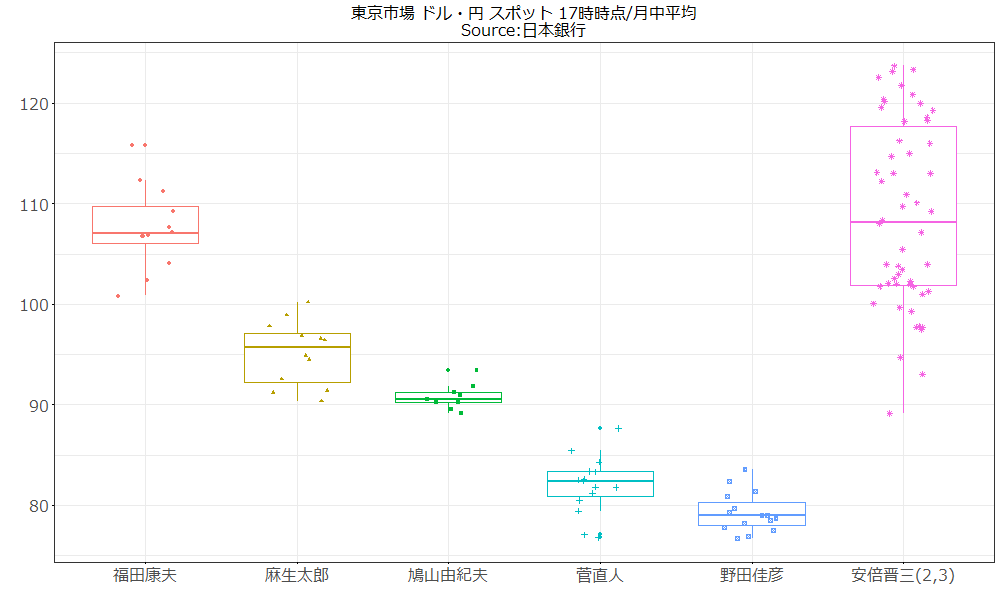 東京市場 ドル・円 スポット 17時時点/月中平均
Source:日本銀行
120
110
100
90
80
福田康夫 麻生太郎 鳩山由紀夫 菅直人 野田佳彦 安倍晋三(2,3)